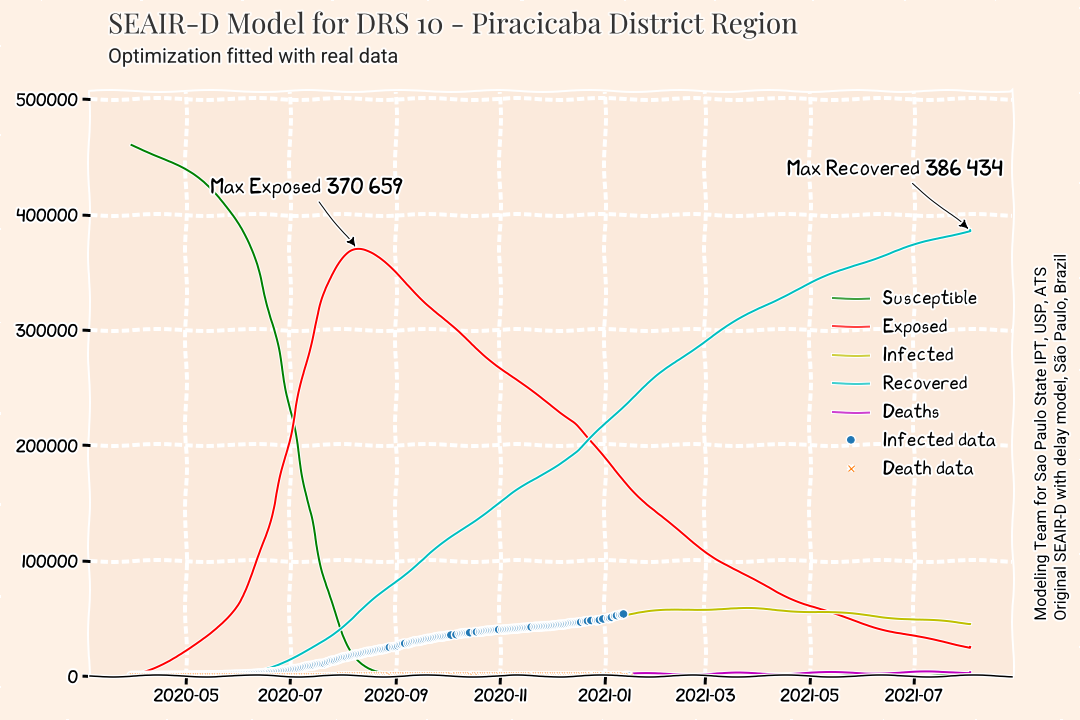 SEAIR-D Model for DRS 10 - Piracicaba District Region
Optimization fitted with real data
500000
400000
300000
200000
100000
0
2020-05
2020-07
2020-09
2020-11
2021-01
2021-03
2021-05
2021-07
Max Exposed 370 659
Max Recovered 386 434
Susceptible
Exposed
Infected
Recovered
Deaths
Infected data
Death data
Modeling Team for Sao Paulo State IPT, USP, ATS
Original SEAIR-D with delay model, São Paulo, Brazil